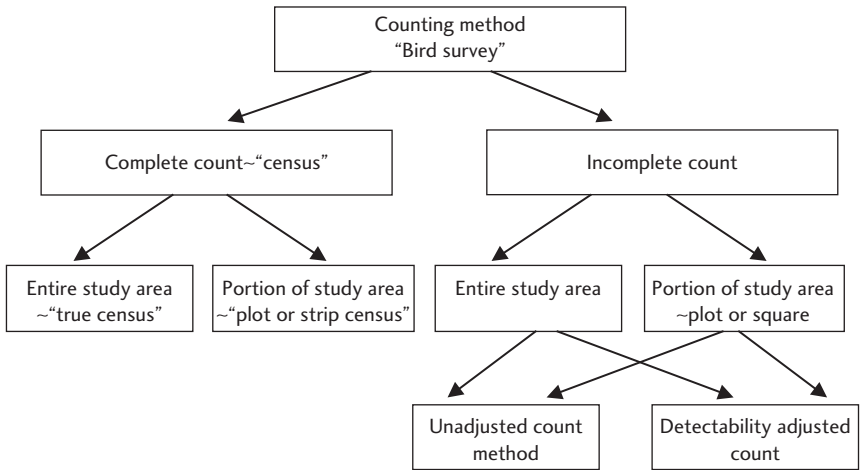 Counting method
“Bird survey”
Complete count~“census”
Incomplete count
Entire study area
~“true census”
Portion of study area
~“plot or strip census”
Entire study area
Portion of study area
~plot or square
Unadjusted count
method
Detectability adjusted
count